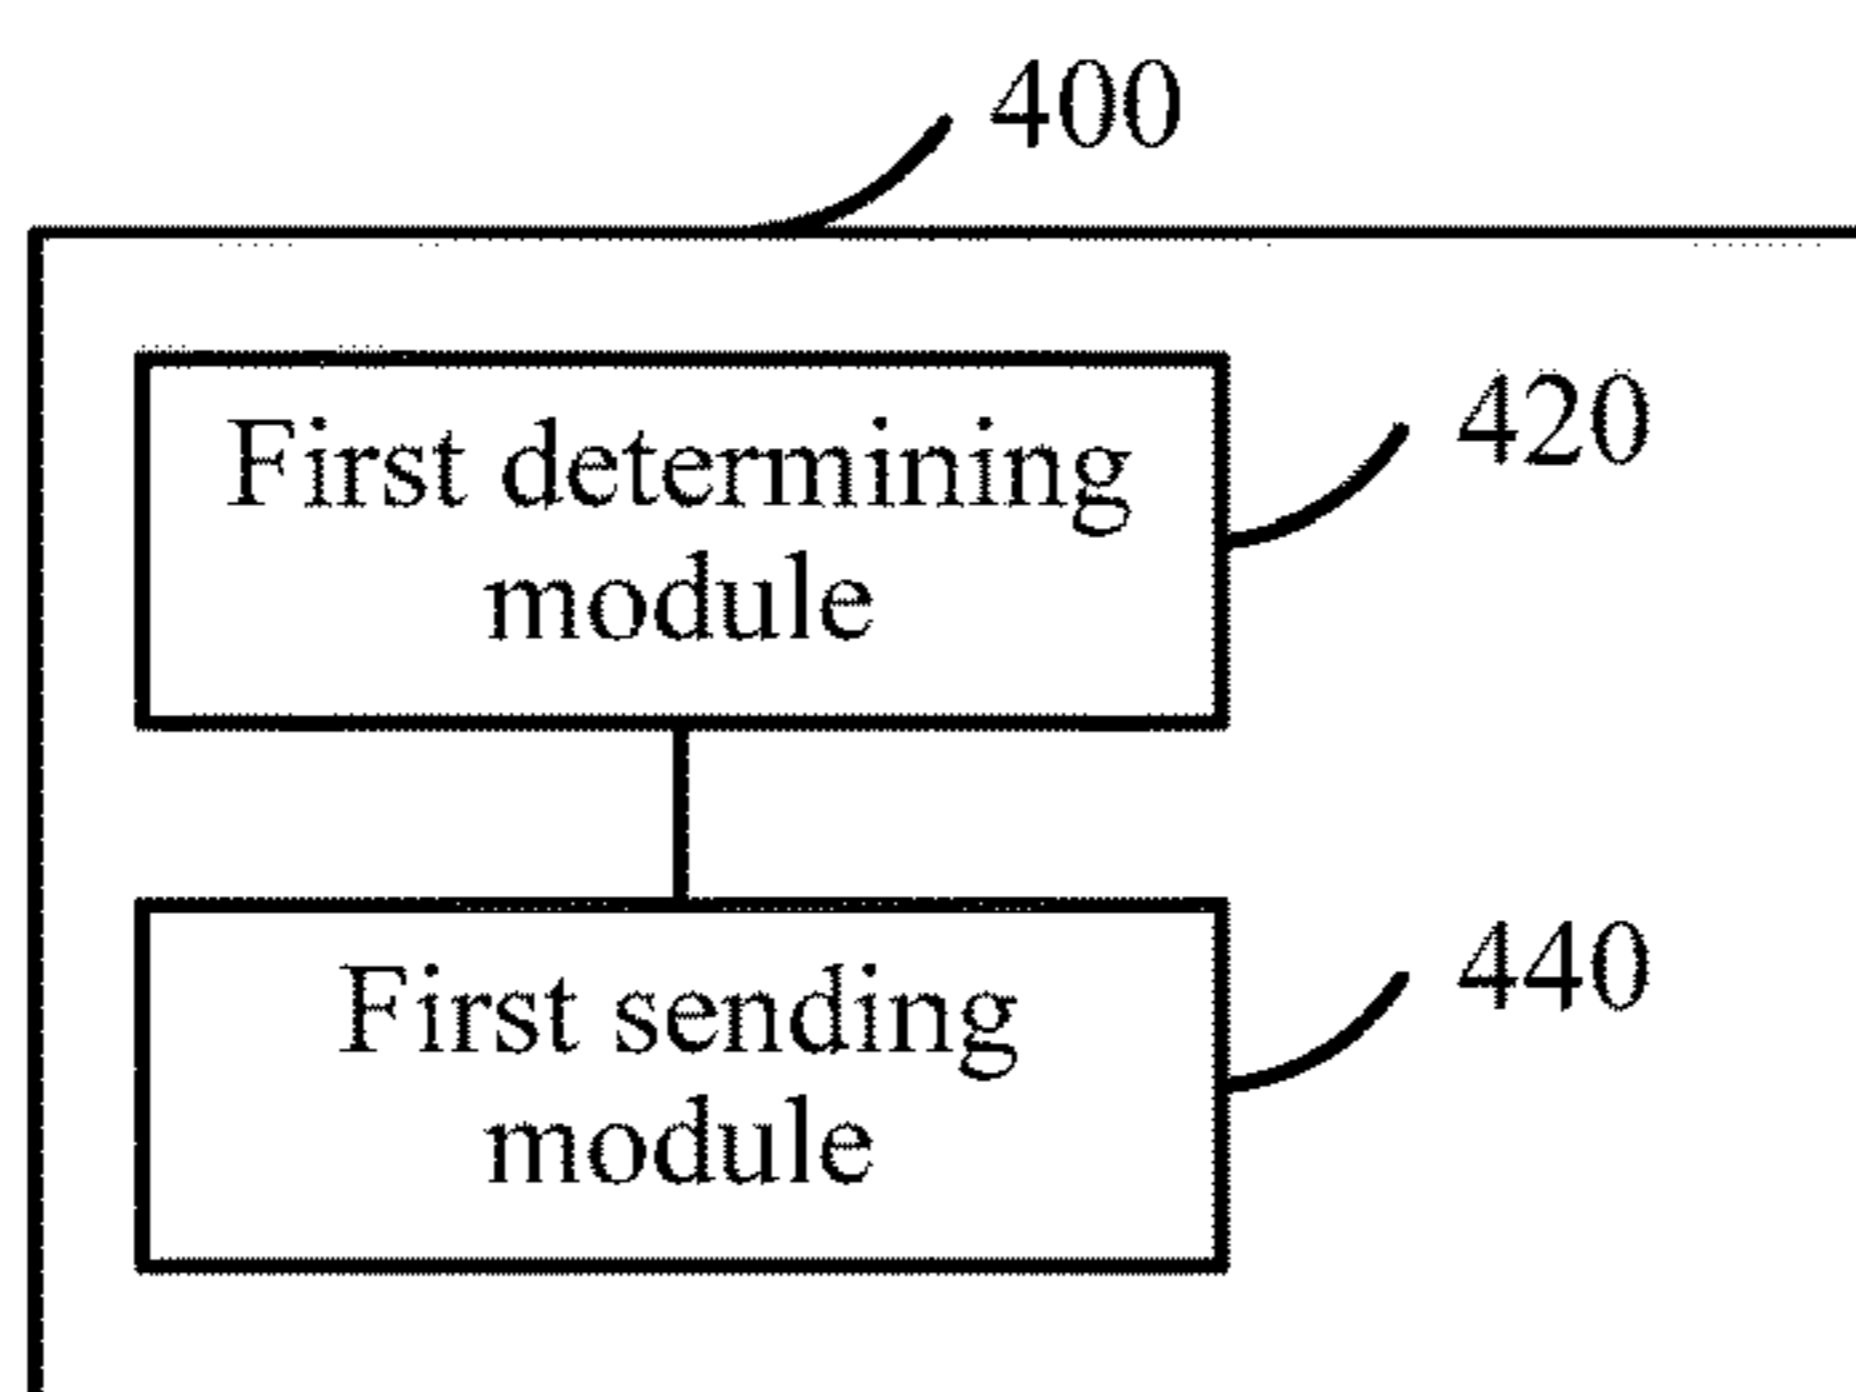 400
First determining
module
420
First sending
module
440